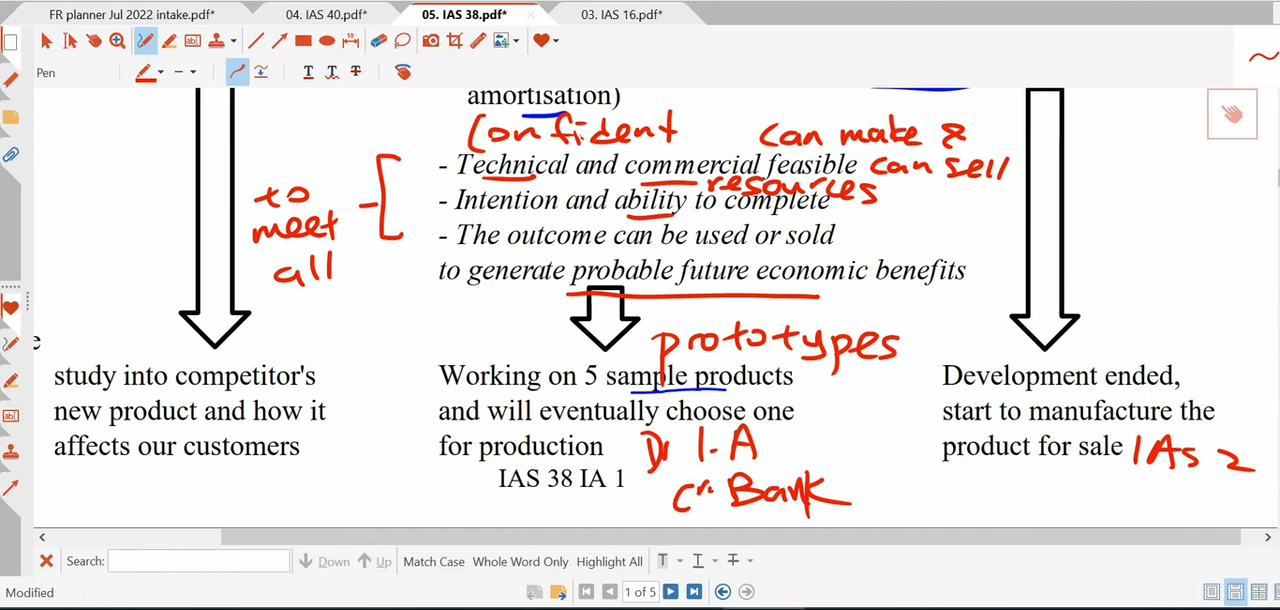 FR planner Jul 2022 intake.pdf*
04. IAS 40.pdf*
05. IAS 38.pdf*
03. IAS 16.pdf*
Pen
amortisation)
Confident
can make &
- Technical and commercial feasible can sell
resources
- Intention and ability to complete
- The outcome can be used or sold
to generate probable future economic benefits
to
meet
all
prototypes
e
study into competitor's
new product and how it
affects our customers
Working on 5 sample products
and will eventually choose one
for production
IAS 38 IA 1
Dr I.A
Cr. Bank
Development ended,
start to manufacture the
product for sale IAS 2
Search:
Down
Up
Match Case
Whole Word Only
Highlight All
Modified
1 of 5